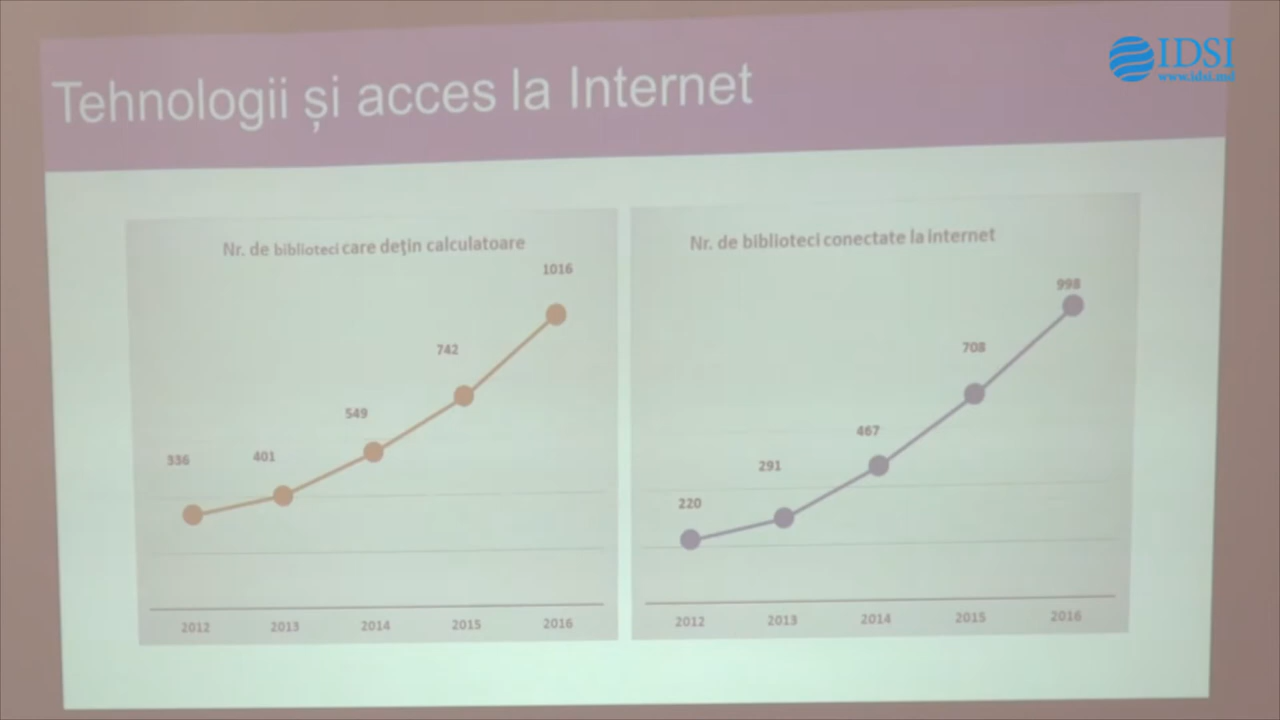 IDSI
www.idsi.md
Tehnologii și acces la Internet
Nr. de biblioteci care dețin calculatoare
1016
742
549
401
336
2012 2013 2014 2015 2016
Nr. de biblioteci conectate la internet
998
708
467
291
220
2012 2013 2014 2015 2016